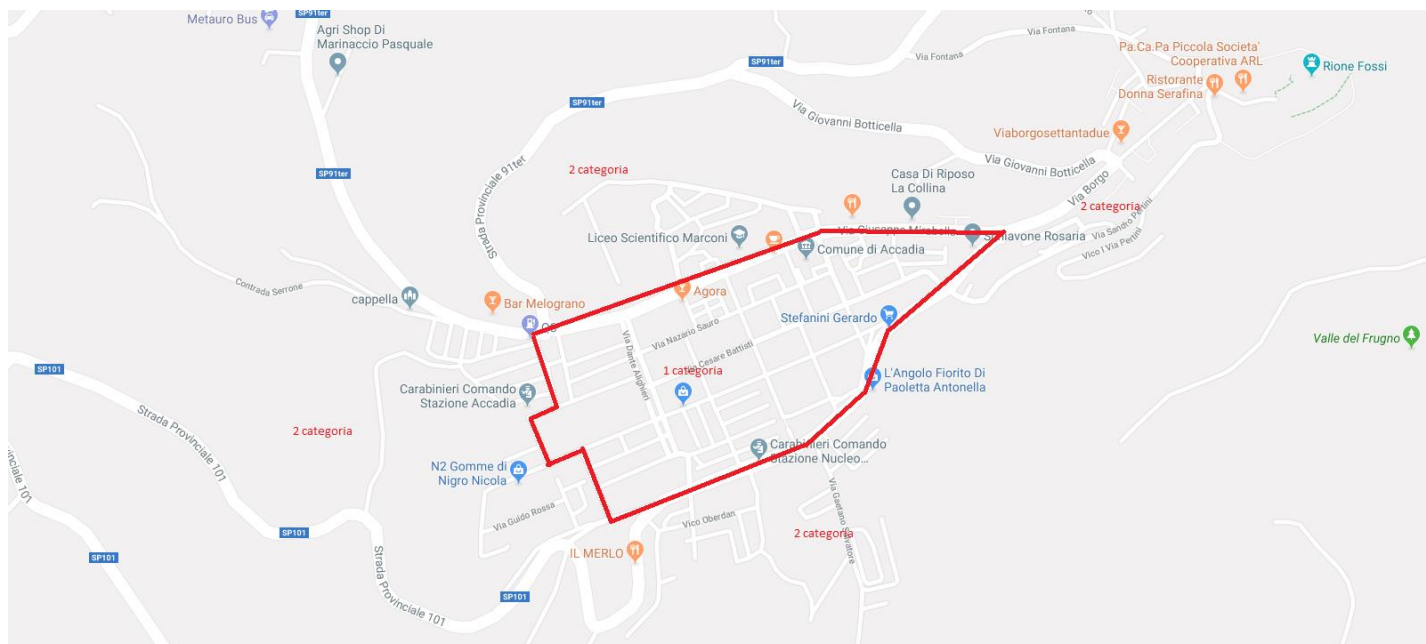 Metauro Bus
SP91ter
Agri Shop Di
Marinaccio Pasquale
SP91ter
SP91ter
Via Fontana
Via Fontana
Pa.Ca.Pa Piccola Societa'
Cooperativa ARL
Rione Fossi
Ristorante
Donna Serafina
Via Giovanni Botticella
Viaborgosettantadue
Via Giovanni Botticella
SP91ter
2 categoria
Casa Di Riposo
La Collina
Via Borgo
2 categoria
Strada Provinciale 91tet
Liceo Scientifico Marconi
Via Giuseppe Mirabella
Schiavone Rosaria
Via Sandro Pertini
Vico I Via Pertini
Comune di Accadia
Contrada Serrone
cappella
Bar Melograno
Agora
Q8
Stefanini Gerardo
Via Nazario Sauro
Via Dante Alighieri
Via Cesare Battisti
Valle del Frugno
SP101
1 categoria
L'Angolo Fiorito Di
Paoletta Antonella
Carabinieri Comando
Stazione Accadia
Strada Provinciale 101
2 categoria
Carabinieri Comando
Stazione Nucleo...
N2 Gomme di
Nigro Nicola
Via Guido Rossa
Vico Oberdan
Via Gaetano Salvatore
SP101
SP101
2 categoria
IL MERLO
Strada Provinciale 101
SP101